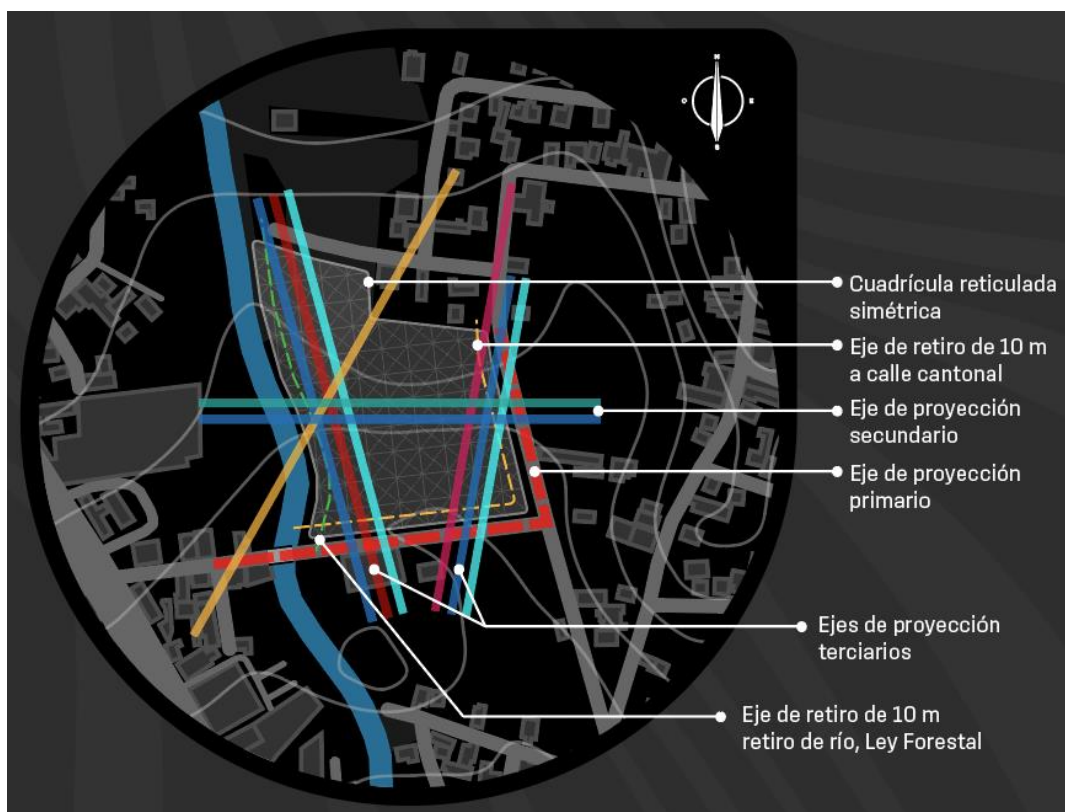 N
O
E
S
Cuadrícula reticulada
simétrica
Eje de retiro de 10 m
a calle cantonal
Eje de proyección
secundario
Eje de proyección
primario
Ejes de proyección
terciarios
Eje de retiro de 10 m
retiro de río, Ley Forestal